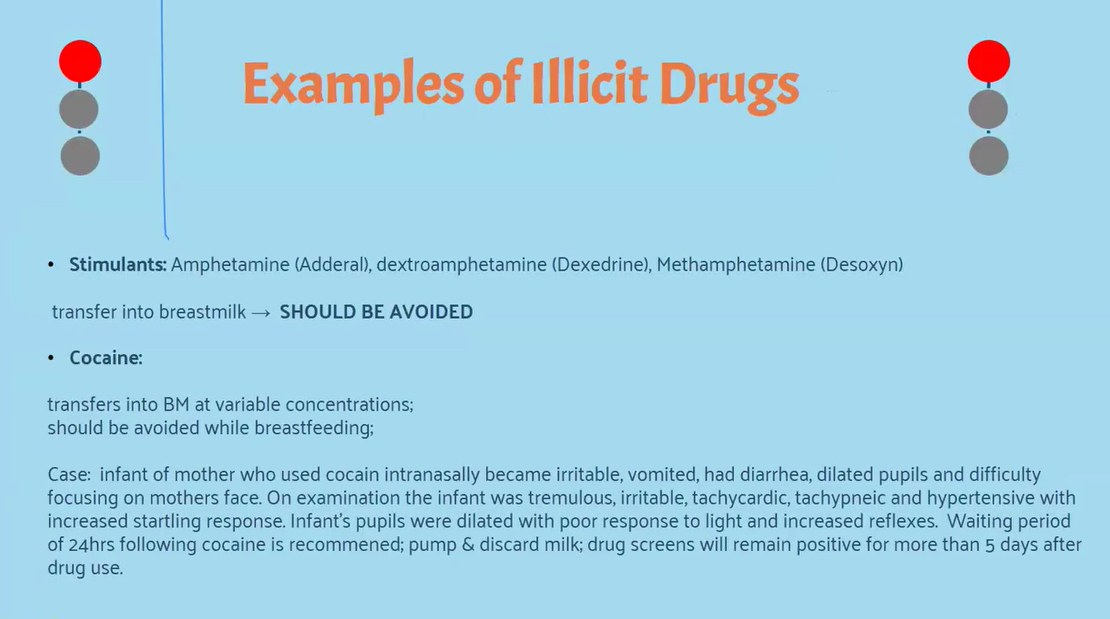 Examples of Illicit Drugs
• Stimulants: Amphetamine (Adderal), dextroamphetamine (Dexedrine), Methamphetamine (Desoxyn)
transfer into breastmilk → SHOULD BE AVOIDED
• Cocaine:
transfers into BM at variable concentrations;
should be avoided while breastfeeding;
Case: infant of mother who used cocain intranasally became irritable, vomited, had diarrhea, dilated pupils and difficulty
focusing on mothers face. On examination the infant was tremulous, irritable, tachycardic, tachypneic and hypertensive with
increased startling response. Infant's pupils were dilated with poor response to light and increased reflexes. Waiting period
of 24hrs following cocaine is recommened; pump & discard milk; drug screens will remain positive for more than 5 days after
drug use.